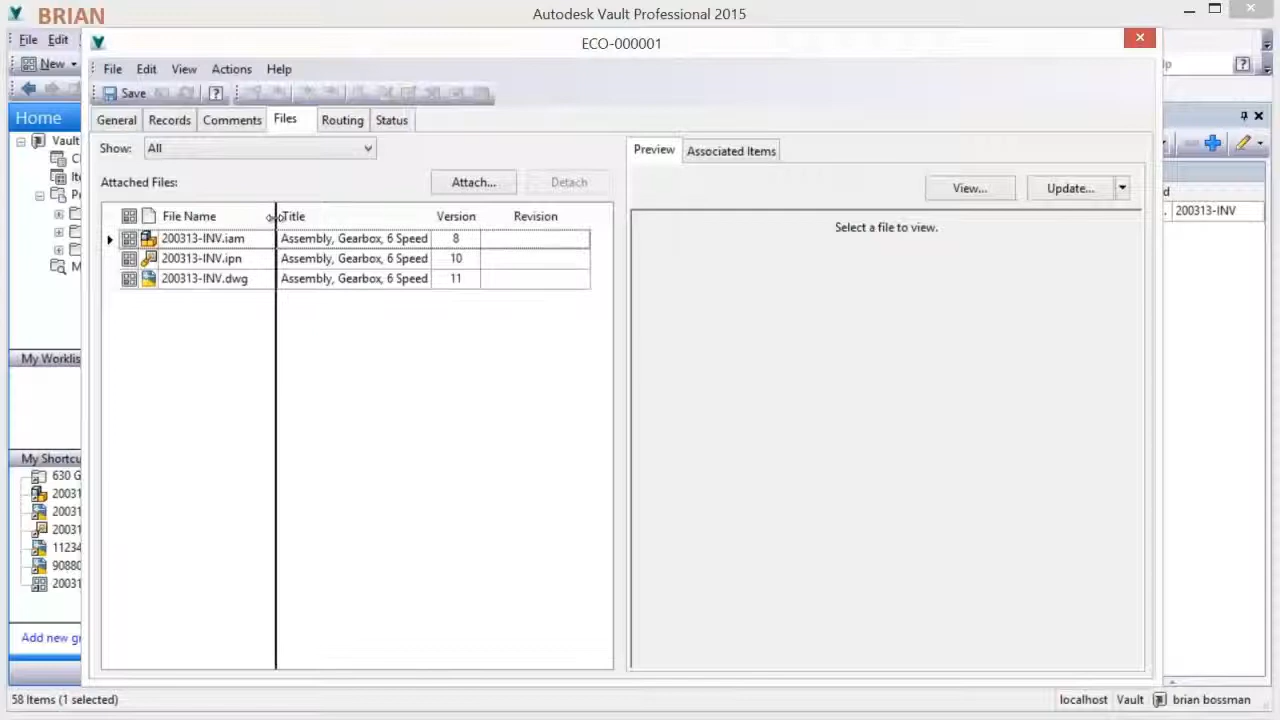 BRIAN
Autodesk Vault Professional 2015
File Edit
ECO-000001
New
File Edit View Actions Help
Save
Home
General Records Comments Files Routing Status
Vault
Show: All
Preview Associated Items
Attached Files:
Attach... Detach
View... Update...
File Name Title Version Revision
200313-INV
200313-INV.iam Assembly, Gearbox, 6 Speed 8
Select a file to view.
200313-INV.ipn Assembly, Gearbox, 6 Speed 10
200313-INV.dwg Assembly, Gearbox, 6 Speed 11
My Worklis
My Shortcu
630 G
20031
20031
20031
11234
90880
20031
Add new gr
58 Items (1 selected)
localhost Vault brian bossman